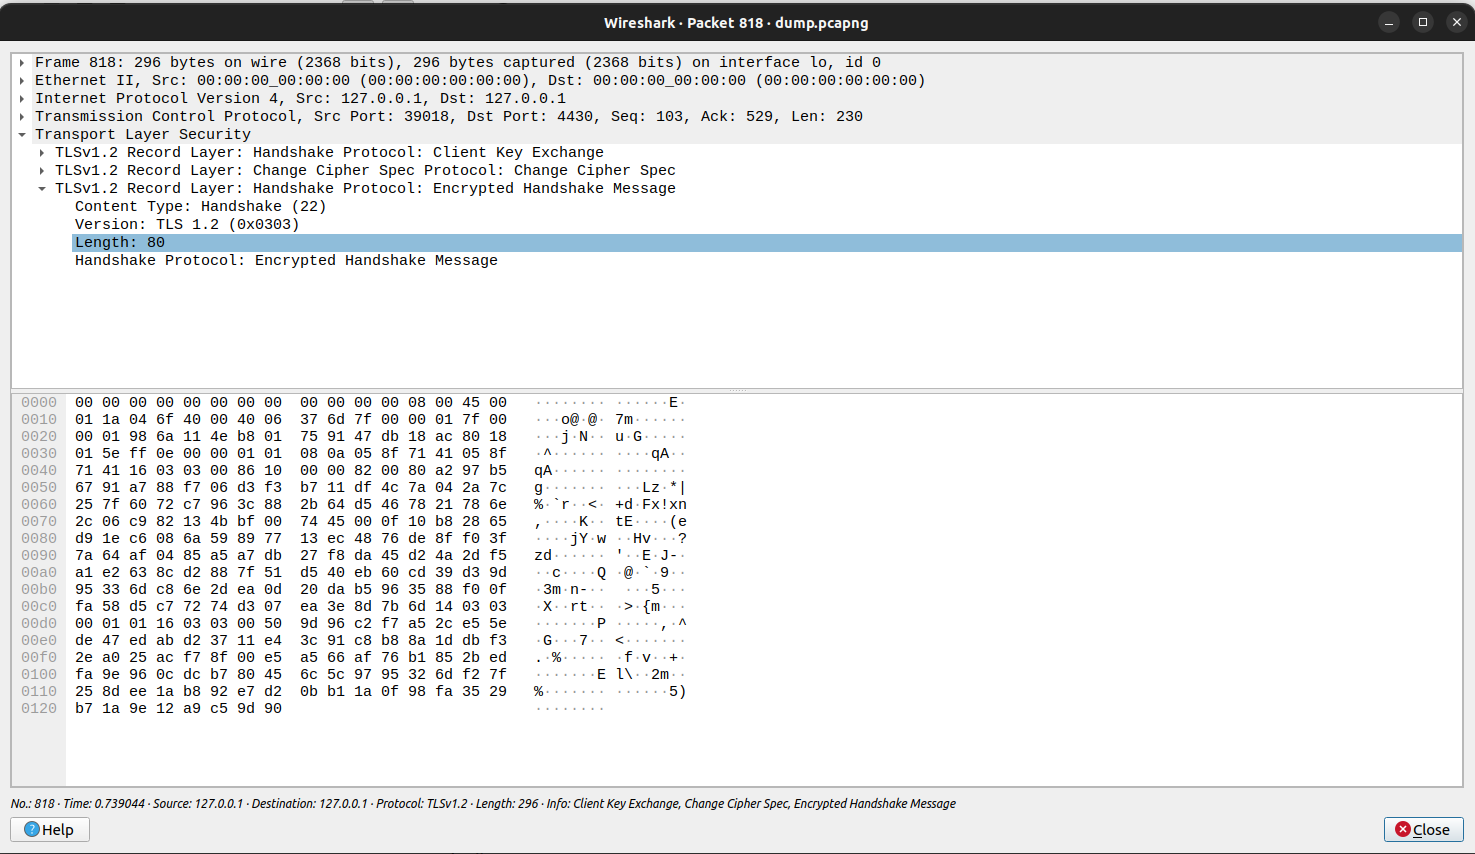 Wireshark · Packet 818 · dump.pcapng
Frame 818: 296 bytes on wire (2368 bits), 296 bytes captured (2368 bits) on interface lo, id 0
Ethernet II, Src: 00:00:00_00:00:00 (00:00:00:00:00:00), Dst: 00:00:00_00:00:00 (00:00:00:00:00:00)
Internet Protocol Version 4, Src: 127.0.0.1, Dst: 127.0.0.1
Transmission Control Protocol, Src Port: 39018, Dst Port: 4430, Seq: 103, Ack: 529, Len: 230
Transport Layer Security
TLSv1.2 Record Layer: Handshake Protocol: Client Key Exchange
TLSv1.2 Record Layer: Change Cipher Spec Protocol: Change Cipher Spec
TLSv1.2 Record Layer: Handshake Protocol: Encrypted Handshake Message
Content Type: Handshake (22)
Version: TLS 1.2 (0x0303)
Length: 80
Handshake Protocol: Encrypted Handshake Message
0000 00 00 00 00 00 00 00 00 00 00 00 00 08 00 45 00 ········ ······E·
0010 01 1a 04 6f 40 00 40 06 37 6d 7f 00 00 01 7f 00 ···o@·@· 7m······
0020 00 01 98 6a 11 4e b8 01 75 91 47 db 18 ac 80 18 ···j·N·· u·G·····
0030 01 5e ff 0e 00 00 01 01 08 0a 05 8f 71 41 05 8f ·^······ ····qA··
0040 71 41 16 03 03 00 86 10 00 00 82 00 80 a2 97 b5 qA······ ········
0050 67 91 a7 88 f7 06 d3 f3 b7 11 df 4c 7a 04 2a 7c g······· ···Lz·*|
0060 25 7f 60 72 c7 96 3c 88 2b 64 d5 46 78 21 78 6e %·`r··<· +d·Fx!xn
0070 2c 06 c9 82 13 4b bf 00 74 45 00 0f 10 b8 28 65 ,····K·· tE····(e
0080 d9 1e c6 08 6a 59 89 77 13 ec 48 76 de 8f f0 3f ····jY·w ··Hv···?
0090 7a 64 af 04 85 a5 a7 db 27 f8 da 45 d2 4a 2d f5 zd······ '··E·J-·
00a0 a1 e2 63 8c d2 88 7f 51 d5 40 eb 60 cd 39 d3 9d ··c····Q ·@·`·9··
00b0 95 33 6d c8 6e 2d ea 0d 20 da b5 96 35 88 f0 0f ·3m·n-·· ···5···
00c0 fa 58 d5 c7 72 74 d3 07 ea 3e 8d 7b 6d 14 03 03 ·X··rt·· ·>·{m···
00d0 00 01 01 16 03 03 00 50 9d 96 c2 f7 a5 2c e5 5e ·······P ·····,·^
00e0 de 47 ed ab d2 37 11 e4 3c 91 c8 b8 8a 1d db f3 ·G···7·· <·······
00f0 2e a0 25 ac f7 8f 00 e5 a5 66 af 76 b1 85 2b ed .·%····· ·f·v··+·
0100 fa 9e 96 0c dc b7 80 45 6c 5c 97 95 32 6d f2 7f ·······E l\··2m··
0110 25 8d ee 1a b8 92 e7 d2 0b b1 1a 0f 98 fa 35 29 %······· ······5)
0120 b7 1a 9e 12 a9 c5 9d 90 ········
No.: 818 · Time: 0.739044 · Source: 127.0.0.1 · Destination: 127.0.0.1 · Protocol: TLSv1.2 · Length: 296 · Info: Client Key Exchange, Change Cipher Spec, Encrypted Handshake Message
Help
Close